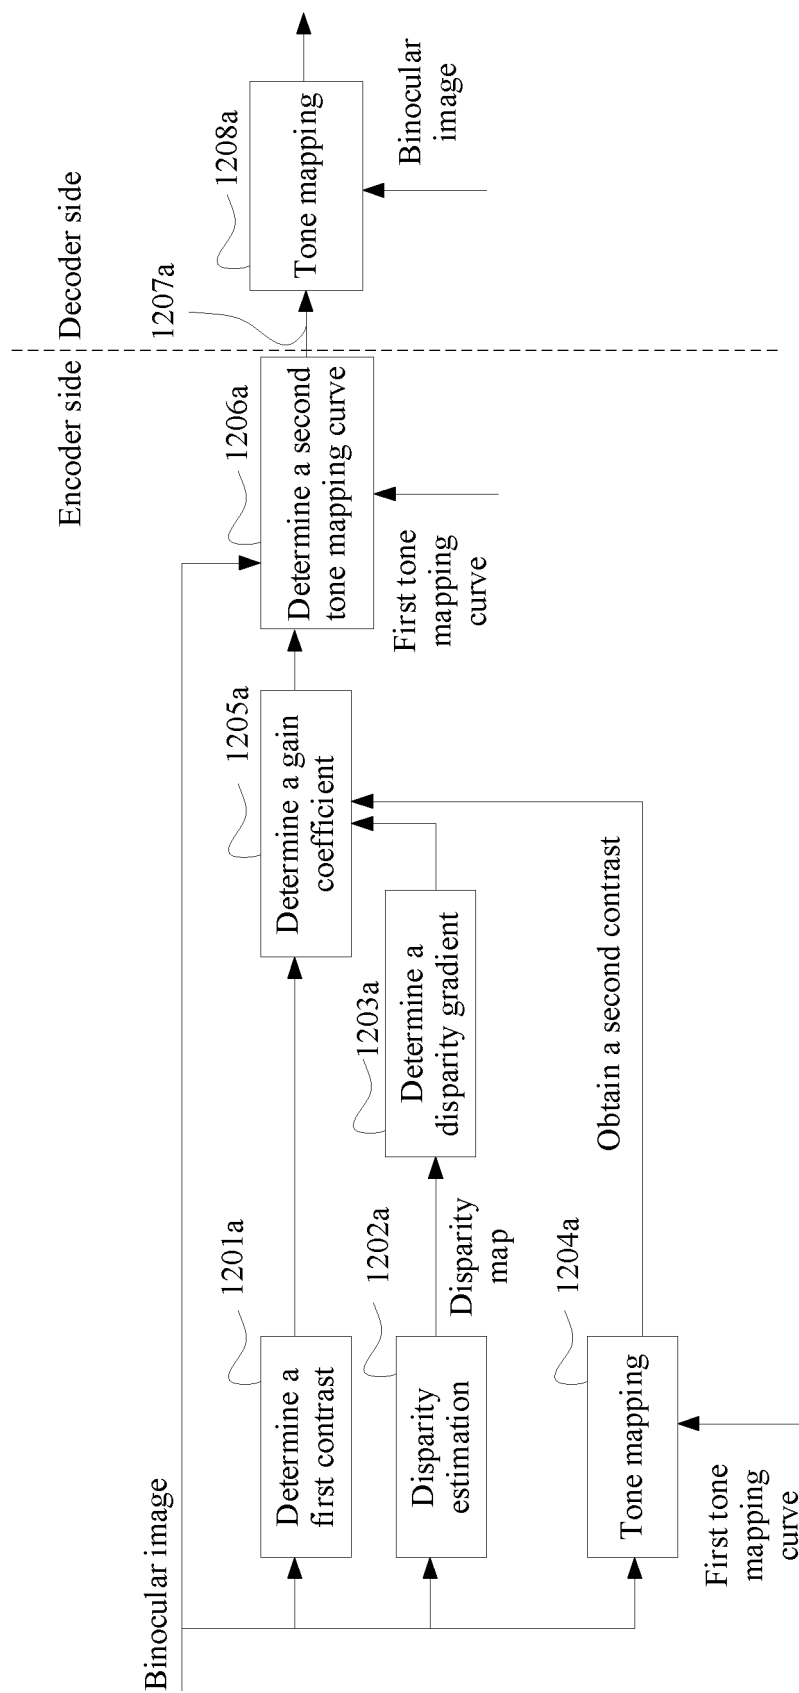 Encoder side
Decoder side
Binocular image
1201a
Determine a
first contrast
1202a
Disparity
estimation
Disparity
map
1203a
Determine a
disparity gradient
1204a
Tone mapping
First tone
mapping
curve
Obtain a second contrast
1205a
Determine a gain
coefficient
1206a
Determine a second
tone mapping curve
First tone
mapping
curve
1207a
1208a
Tone mapping
Binocular
image